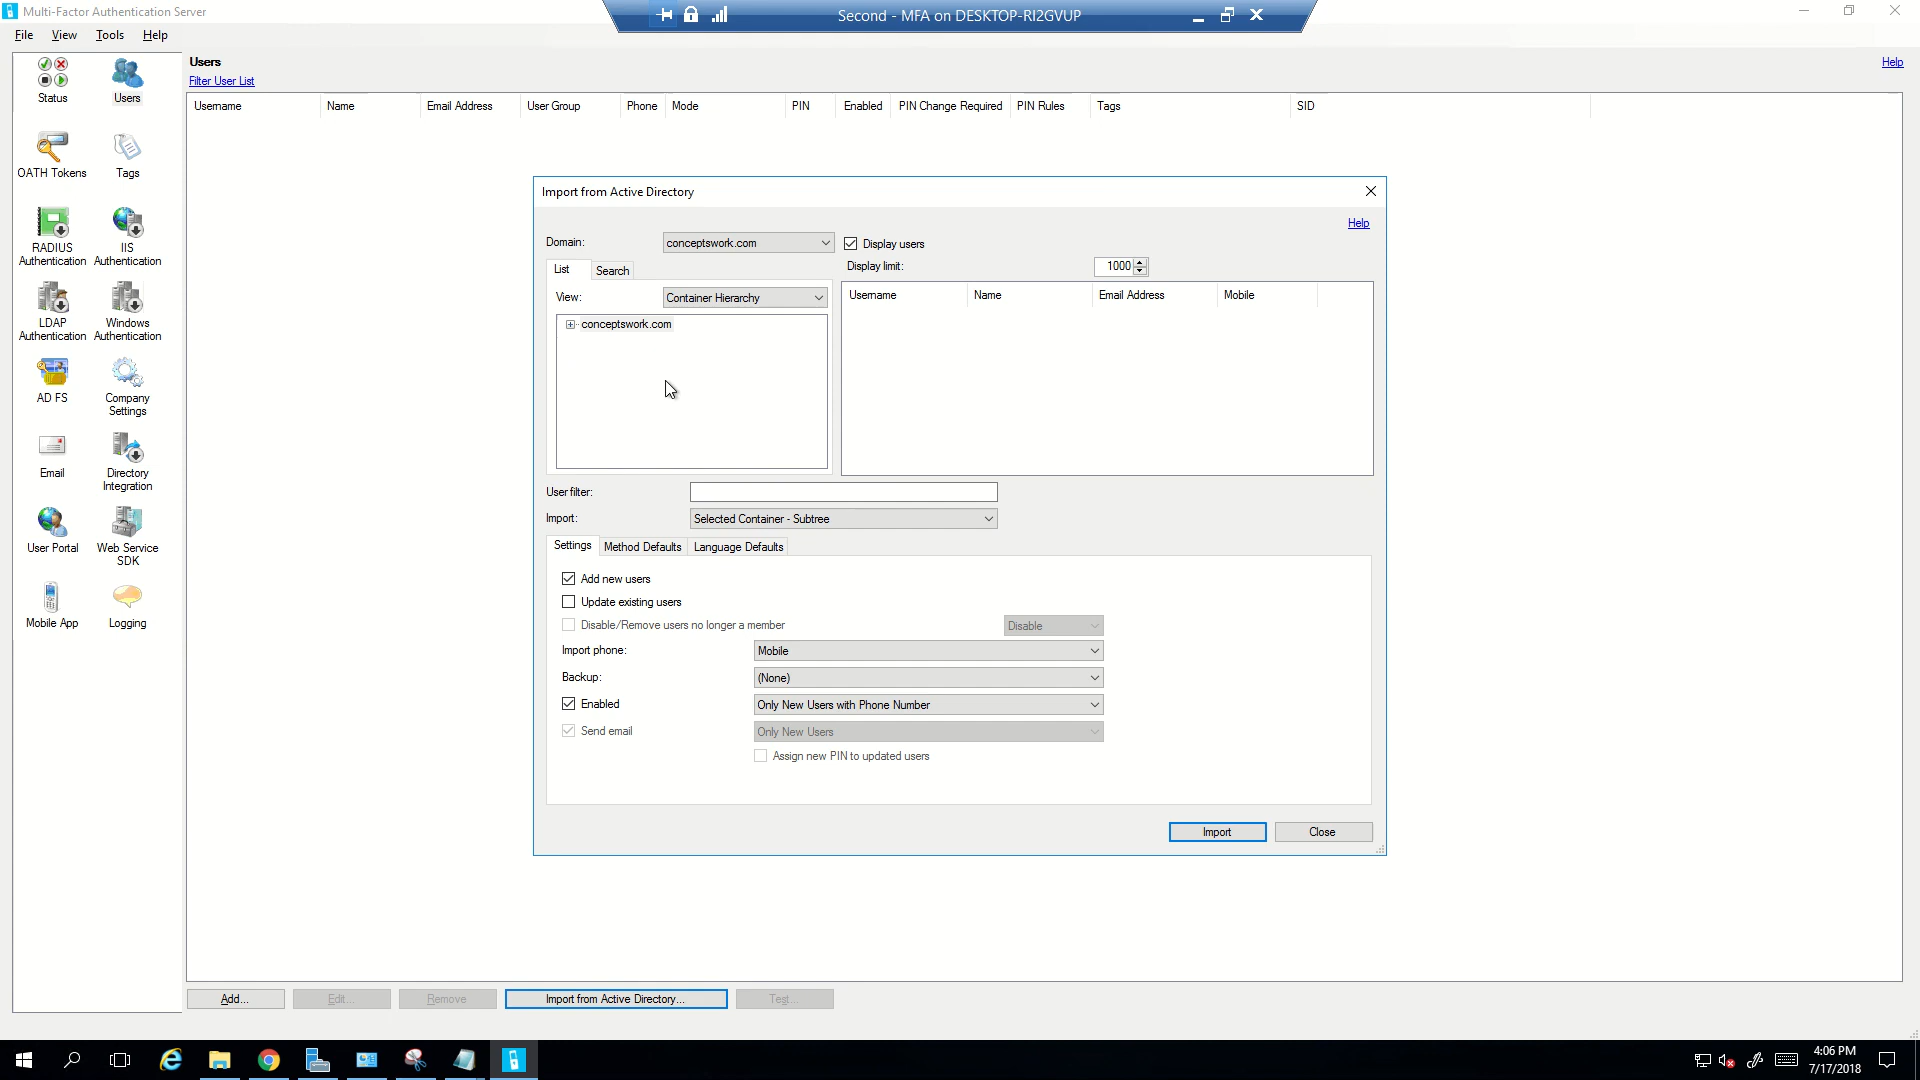 Multi-Factor Authentication Server
Second - MFA on DESKTOP-RI2GVUP
File View Tools Help
Status
Users
OATH Tokens
Tags
RADIUS
Authentication
IIS
Authentication
LDAP
Authentication
Windows
Authentication
AD FS
Company
Settings
Email
Directory
Integration
User Portal
Web Service
SDK
Mobile App
Logging
Users
Help
Filter User List
Username Name Email Address User Group Phone Mode PIN Enabled PIN Change Required PIN Rules Tags SID
Import from Active Directory
Help
Domain: conceptswork.com Display users
Display limit: 1000
List Search
View: Container Hierarchy
conceptswork.com
Username Name Email Address Mobile
User filter:
Import: Selected Container - Subtree
Settings Method Defaults Language Defaults
Add new users
Update existing users
Disable/Remove users no longer a member Disable
Import phone: Mobile
Backup: (None)
Enabled Only New Users with Phone Number
Send email Only New Users
Assign new PIN to updated users
Import Close
Add... Edit... Remove Import from Active Directory... Test...
4:06 PM
7/17/2018